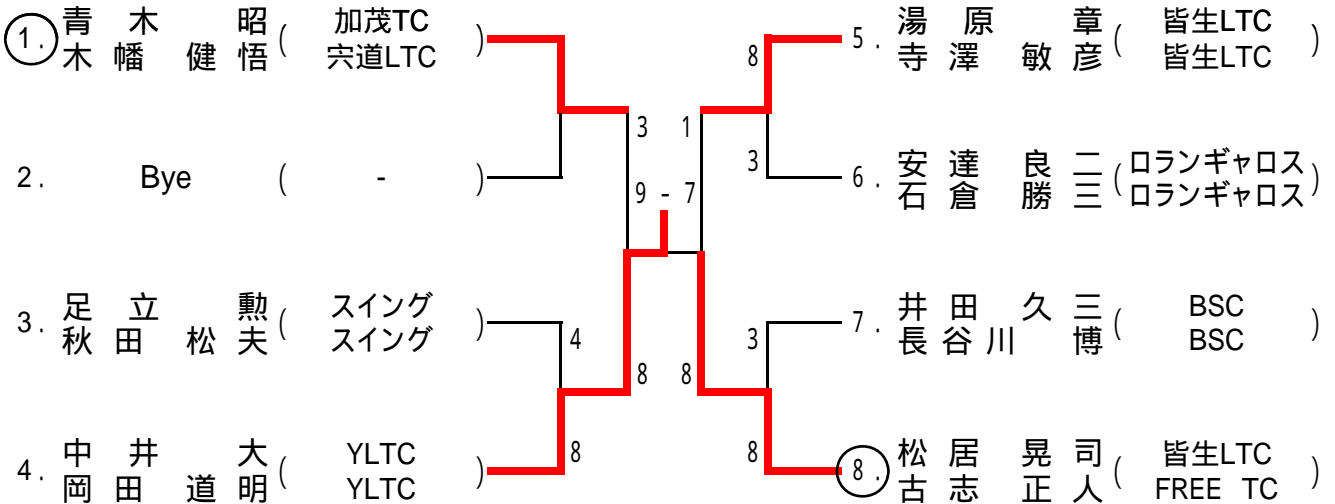 1. 青木 昭 ( 加茂TC )
木幡 健悟 宍道LTC
2. Bye ( - )
3. 足立 勲 ( スイング )
秋田 松夫 スイング
4. 中井 大 ( YLTC )
岡田 道明 YLTC
3 1
9 - 7
4
8 8
8
8
3
3
8
5. 湯原 章 ( 皆生LTC )
寺澤 敏彦 皆生LTC
6. 安達 良二 ( ロランギャロス )
石倉 勝三 ロランギャロス
7. 井田 久三 ( BSC )
長谷川 博 BSC
8. 松居 晃司 ( 皆生LTC )
古志 正人 FREE TC